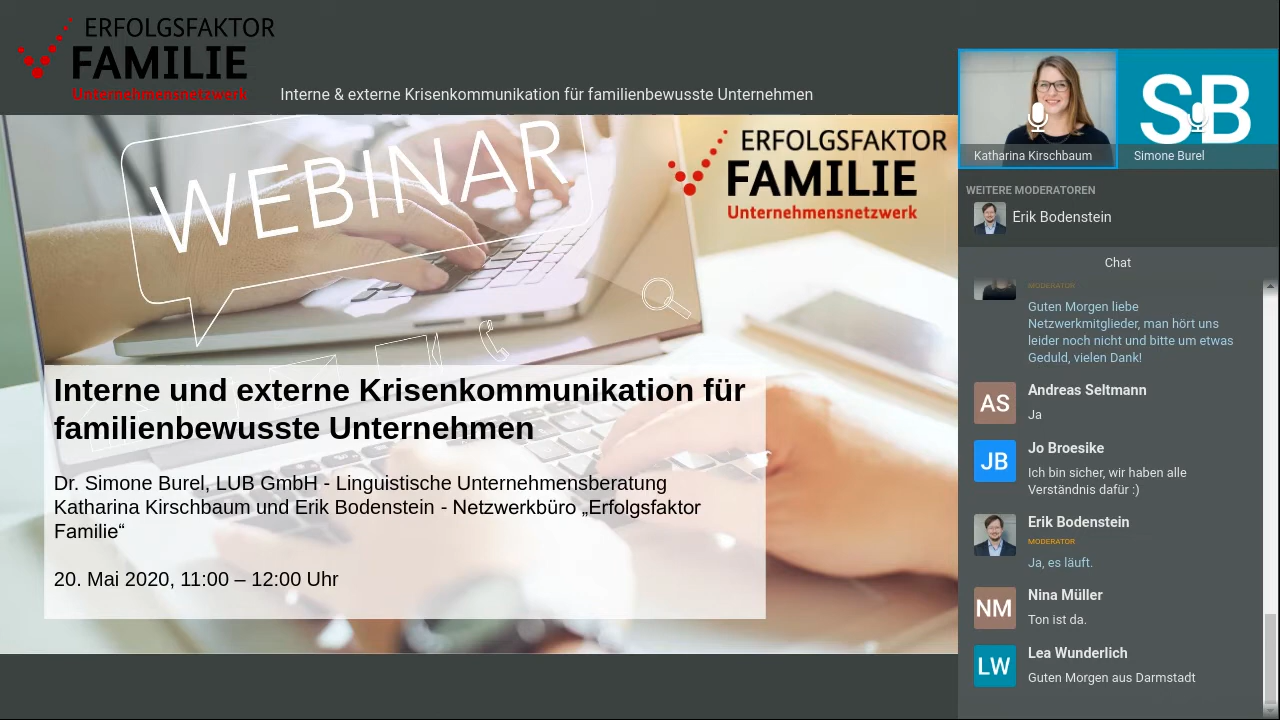 ERFOLGSFAKTOR
FAMILIE
Unternehmensnetzwerk
Interne & externe Krisenkommunikation für familienbewusste Unternehmen
WEBINAR
ERFOLGSFAKTOR
FAMILIE
Unternehmensnetzwerk
Interne und externe Krisenkommunikation für
familienbewusste Unternehmen
Dr. Simone Burel, LUB GmbH - Linguistische Unternehmensberatung
Katharina Kirschbaum und Erik Bodenstein - Netzwerkbüro „Erfolgsfaktor
Familie“
20. Mai 2020, 11:00 – 12:00 Uhr
SB
Katharina Kirschbaum
Simone Burel
WEITERE MODERATOREN
Erik Bodenstein
Chat
MODERATOR
Guten Morgen liebe
Netzwerkmitglieder, man hört uns
leider noch nicht und bitte um etwas
Geduld, vielen Dank!
AS
Andreas Seltmann
Ja
JB
Jo Broesike
Ich bin sicher, wir haben alle
Verständnis dafür :)
Erik Bodenstein
MODERATOR
Ja, es läuft.
NM
Nina Müller
Ton ist da.
LW
Lea Wunderlich
Guten Morgen aus Darmstadt